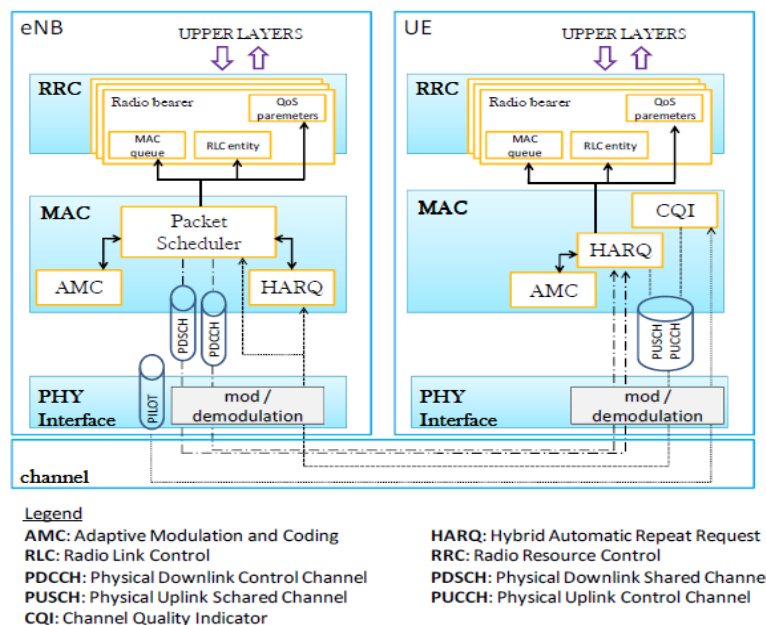 eNB
UPPER LAYERS
RRC
Radio bearer
QoS
paremeters
MAC
queue
RLC entity
MAC
Packet
Scheduler
AMC
HARQ
PDSCH
PDCCH
PILOT
PHY
Interface
mod /
demodulation
UE
UPPER LAYERS
RRC
Radio bearer
QoS
paremeters
MAC
queue
RLC entity
MAC
CQI
HARQ
AMC
PUSCH
PUCCH
PHY
Interface
mod /
demodulation
channel
Legend
AMC: Adaptive Modulation and Coding
RLC: Radio Link Control
PDCCH: Physical Downlink Control Channel
PUSCH: Physical Uplink Schared Channel
CQI: Channel Quality Indicator
HARQ: Hybrid Automatic Repeat Request
RRC: Radio Resource Control
PDSCH: Physical Downlink Shared Channe
PUCCH: Physical Uplink Control Channel